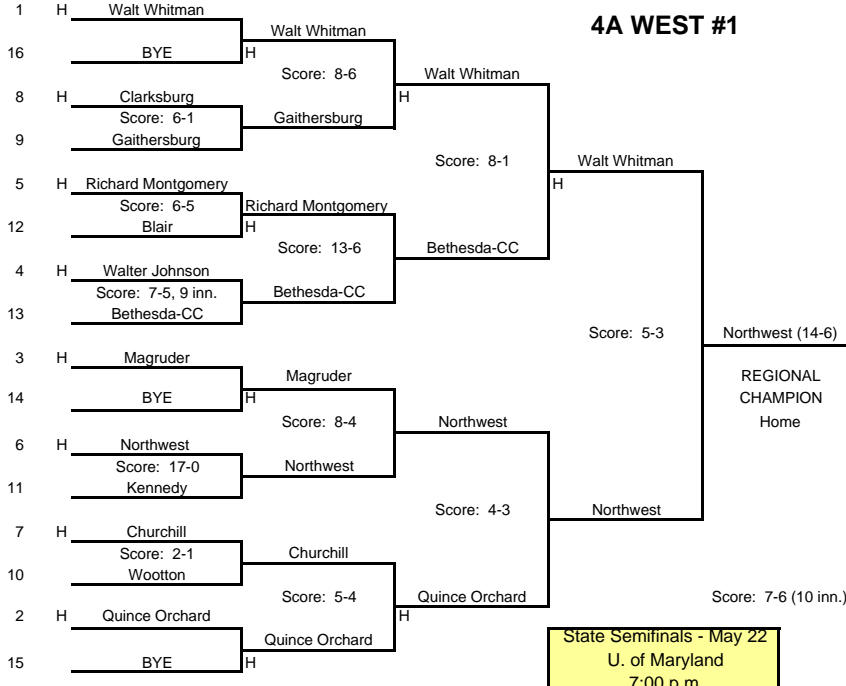 1 H Walt Whitman
4A WEST #1
Walt Whitman
16 BYE H
Score: 8-6 Walt Whitman
8 H Clarksburg H
Score: 6-1 Gaithersburg
9 Gaithersburg
Score: 8-1 Walt Whitman
5 H Richard Montgomery H
Score: 6-5 Richard Montgomery
12 Blair H
Score: 13-6 Bethesda-CC
4 H Walter Johnson
Score: 7-5, 9 inn. Bethesda-CC
13 Bethesda-CC
Score: 5-3 Northwest (14-6)
3 H Magruder
Magruder REGIONAL
14 BYE H CHAMPION
Score: 8-4 Northwest Home
6 H Northwest
Score: 17-0 Northwest
11 Kennedy
Score: 4-3 Northwest
7 H Churchill
Score: 2-1 Churchill
10 Wootton
Score: 5-4 Quince Orchard Score: 7-6 (10 inn.)
2 H Quince Orchard H
Quince Orchard State Semifinals - May 22
15 BYE H U. of Maryland
7:00 p.m.